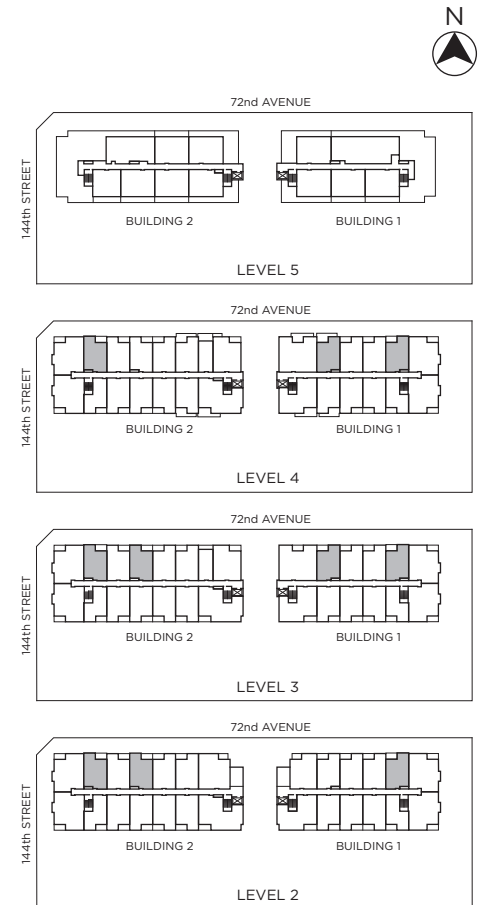 N
72nd AVENUE
144th STREET
BUILDING 2
BUILDING 1
LEVEL 5
72nd AVENUE
144th STREET
BUILDING 2
BUILDING 1
LEVEL 4
72nd AVENUE
144th STREET
BUILDING 2
BUILDING 1
LEVEL 3
72nd AVENUE
144th STREET
BUILDING 2
BUILDING 1
LEVEL 2